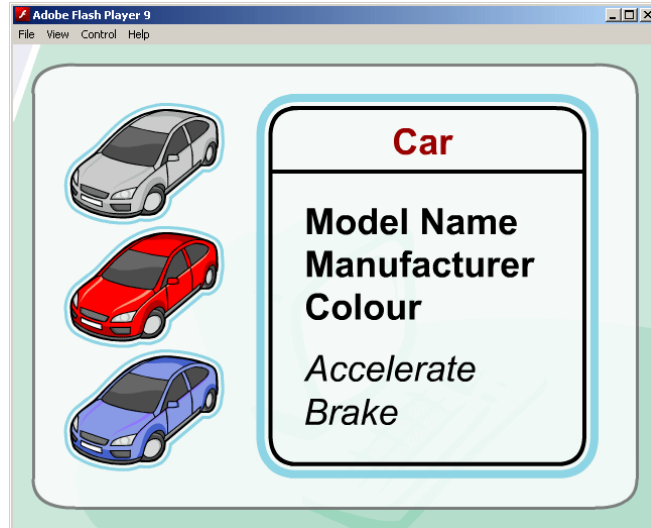 Adobe Flash Player 9
File View Control Help
Car
Model Name
Manufacturer
Colour
Accelerate
Brake